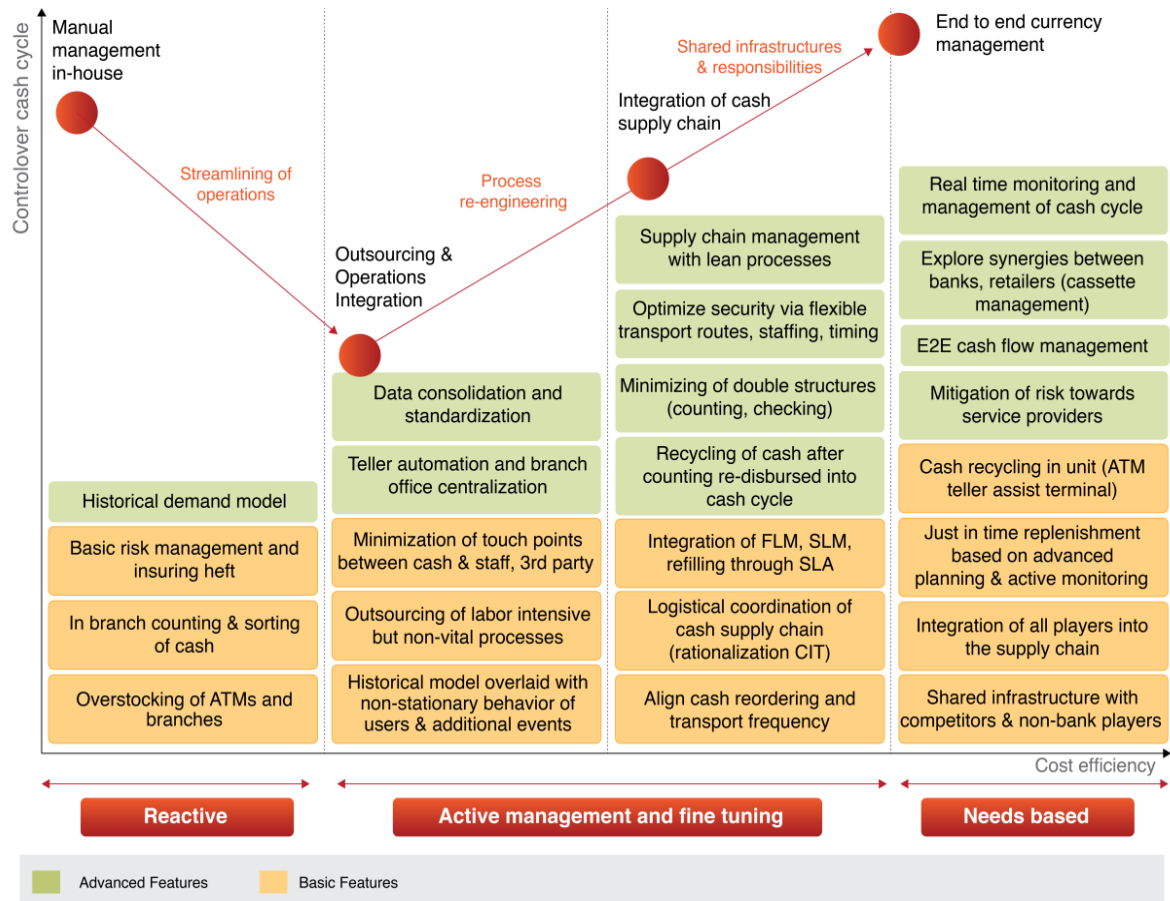 Controlover cash cycle
Manual
management
in-house
Streamlining of
operations
Outsourcing &
Operations
Integration
Process
re-engineering
Integration of cash
supply chain
Shared infrastructures
& responsibilities
End to end currency
management
Historical demand model
Basic risk management and
insuring heft
In branch counting & sorting
of cash
Overstocking of ATMs and
branches
Data consolidation and
standardization
Teller automation and branch
office centralization
Minimization of touch points
between cash & staff, 3rd party
Outsourcing of labor intensive
but non-vital processes
Historical model overlaid with
non-stationary behavior of
users & additional events
Supply chain management
with lean processes
Optimize security via flexible
transport routes, staffing, timing
Minimizing of double structures
(counting, checking)
Recycling of cash after
counting re-disbursed into
cash cycle
Integration of FLM, SLM,
refilling through SLA
Logistical coordination of
cash supply chain
(rationalization CIT)
Align cash reordering and
transport frequency
Real time monitoring and
management of cash cycle
Explore synergies between
banks, retailers (cassette
management)
E2E cash flow management
Mitigation of risk towards
service providers
Cash recycling in unit (ATM
teller assist terminal)
Just in time replenishment
based on advanced
planning & active monitoring
Integration of all players into
the supply chain
Shared infrastructure with
competitors & non-bank players
Cost efficiency
Reactive
Active management and fine tuning
Needs based
Advanced Features
Basic Features